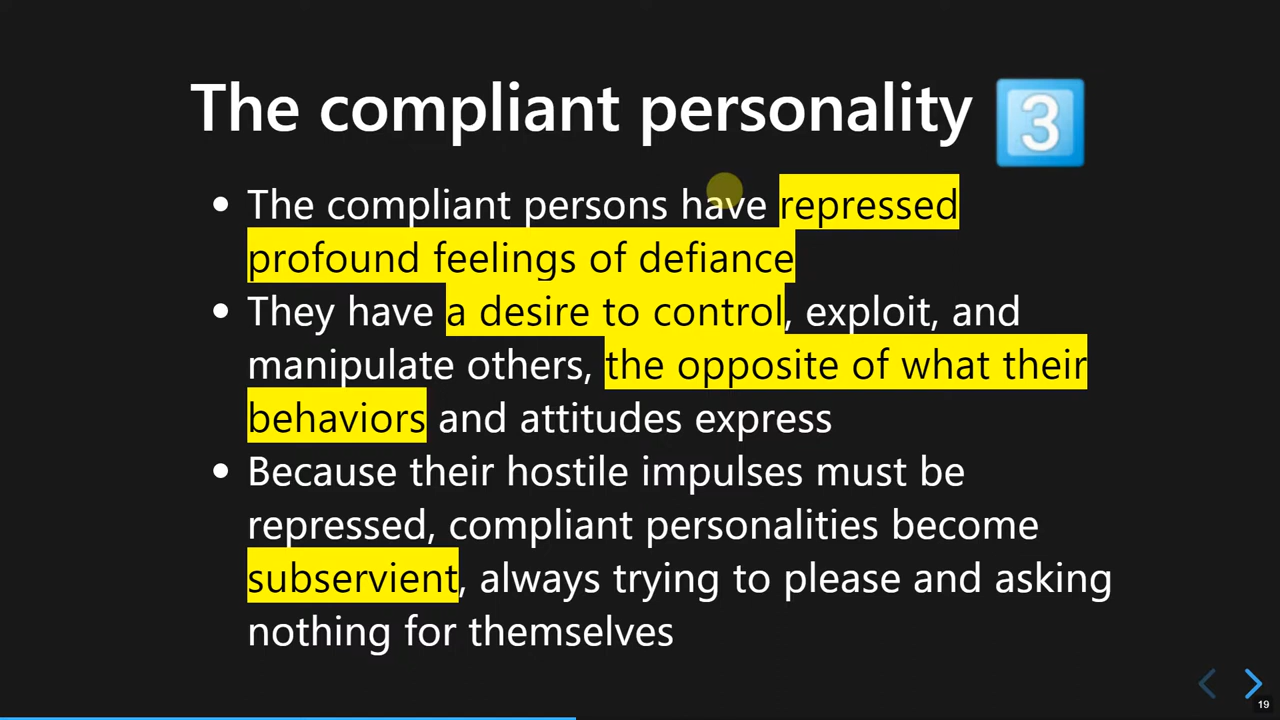 The compliant personality 3️⃣
• The compliant persons have repressed
profound feelings of defiance
• They have a desire to control, exploit, and
manipulate others, the opposite of what their
behaviors and attitudes express
• Because their hostile impulses must be
repressed, compliant personalities become
subservient, always trying to please and asking
nothing for themselves
19